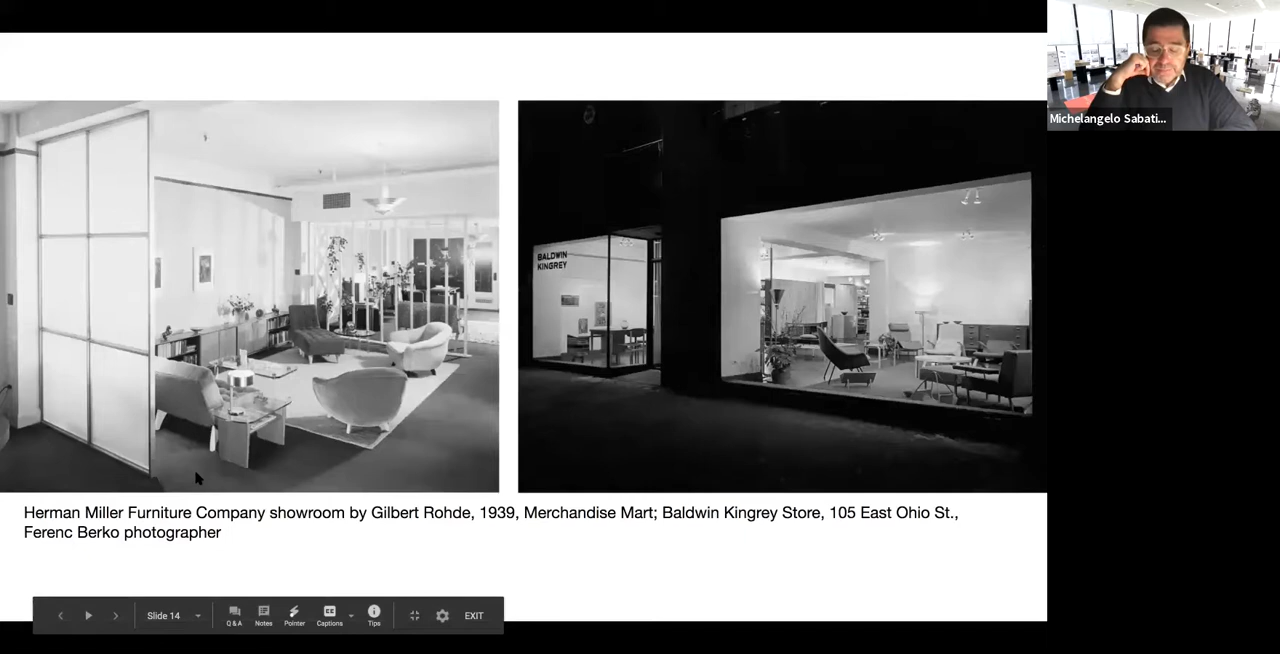 Michelangelo Sabati...
BALDWIN
KINGREY
Herman Miller Furniture Company showroom by Gilbert Rohde, 1939, Merchandise Mart; Baldwin Kingrey Store, 105 East Ohio St.,
Ferenc Berko photographer
Slide 14
Q & A
Notes
Pointer
CC
Captions
Tips
EXIT